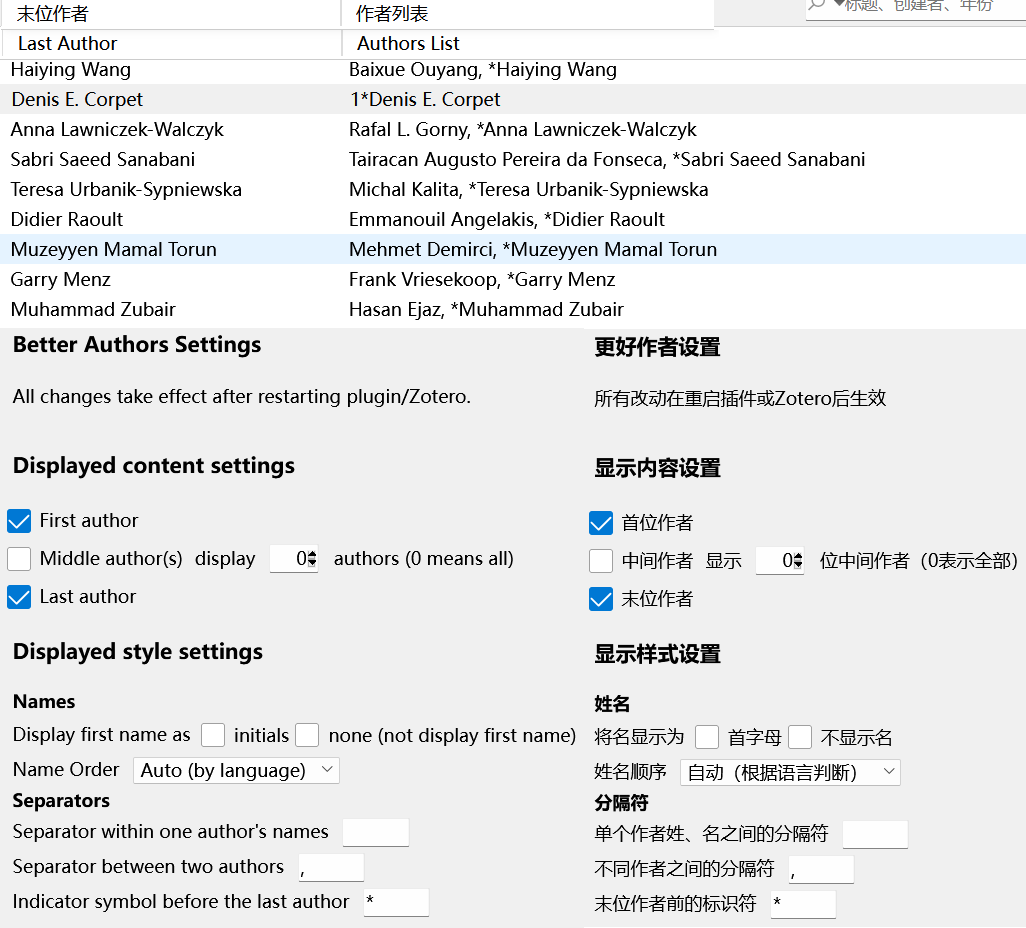 末位作者 作者列表 标题、创建者、年份
Last Author Authors List
Haiying Wang Baixue Ouyang, *Haiying Wang
Denis E. Corpet 1*Denis E. Corpet
Anna Lawniczek-Walczyk Rafal L. Gorny, *Anna Lawniczek-Walczyk
Sabri Saeed Sanabani Tairacan Augusto Pereira da Fonseca, *Sabri Saeed Sanabani
Teresa Urbanik-Sypniewska Michal Kalita, *Teresa Urbanik-Sypniewska
Didier Raoult Emmanouil Angelakis, *Didier Raoult
Muzeyyen Mamal Torun Mehmet Demirci, *Muzeyyen Mamal Torun
Garry Menz Frank Vriesekoop, *Garry Menz
Muhammad Zubair Hasan Ejaz, *Muhammad Zubair
Better Authors Settings
All changes take effect after restarting plugin/Zotero.
Displayed content settings
First author
Middle author(s) display 0 authors (0 means all)
Last author
Displayed style settings
Names
Display first name as initials none (not display first name)
Name Order Auto (by language)
Separators
Separator within one author's names
Separator between two authors ,
Indicator symbol before the last author *
更好作者设置
所有改动在重启插件或Zotero后生效
显示内容设置
首位作者
中间作者 显示 0 位中间作者（0表示全部）
末位作者
显示样式设置
姓名
将名显示为 首字母 不显示名
姓名顺序 自动（根据语言判断）
分隔符
单个作者姓、名之间的分隔符
不同作者之间的分隔符 ,
末位作者前的标识符 *